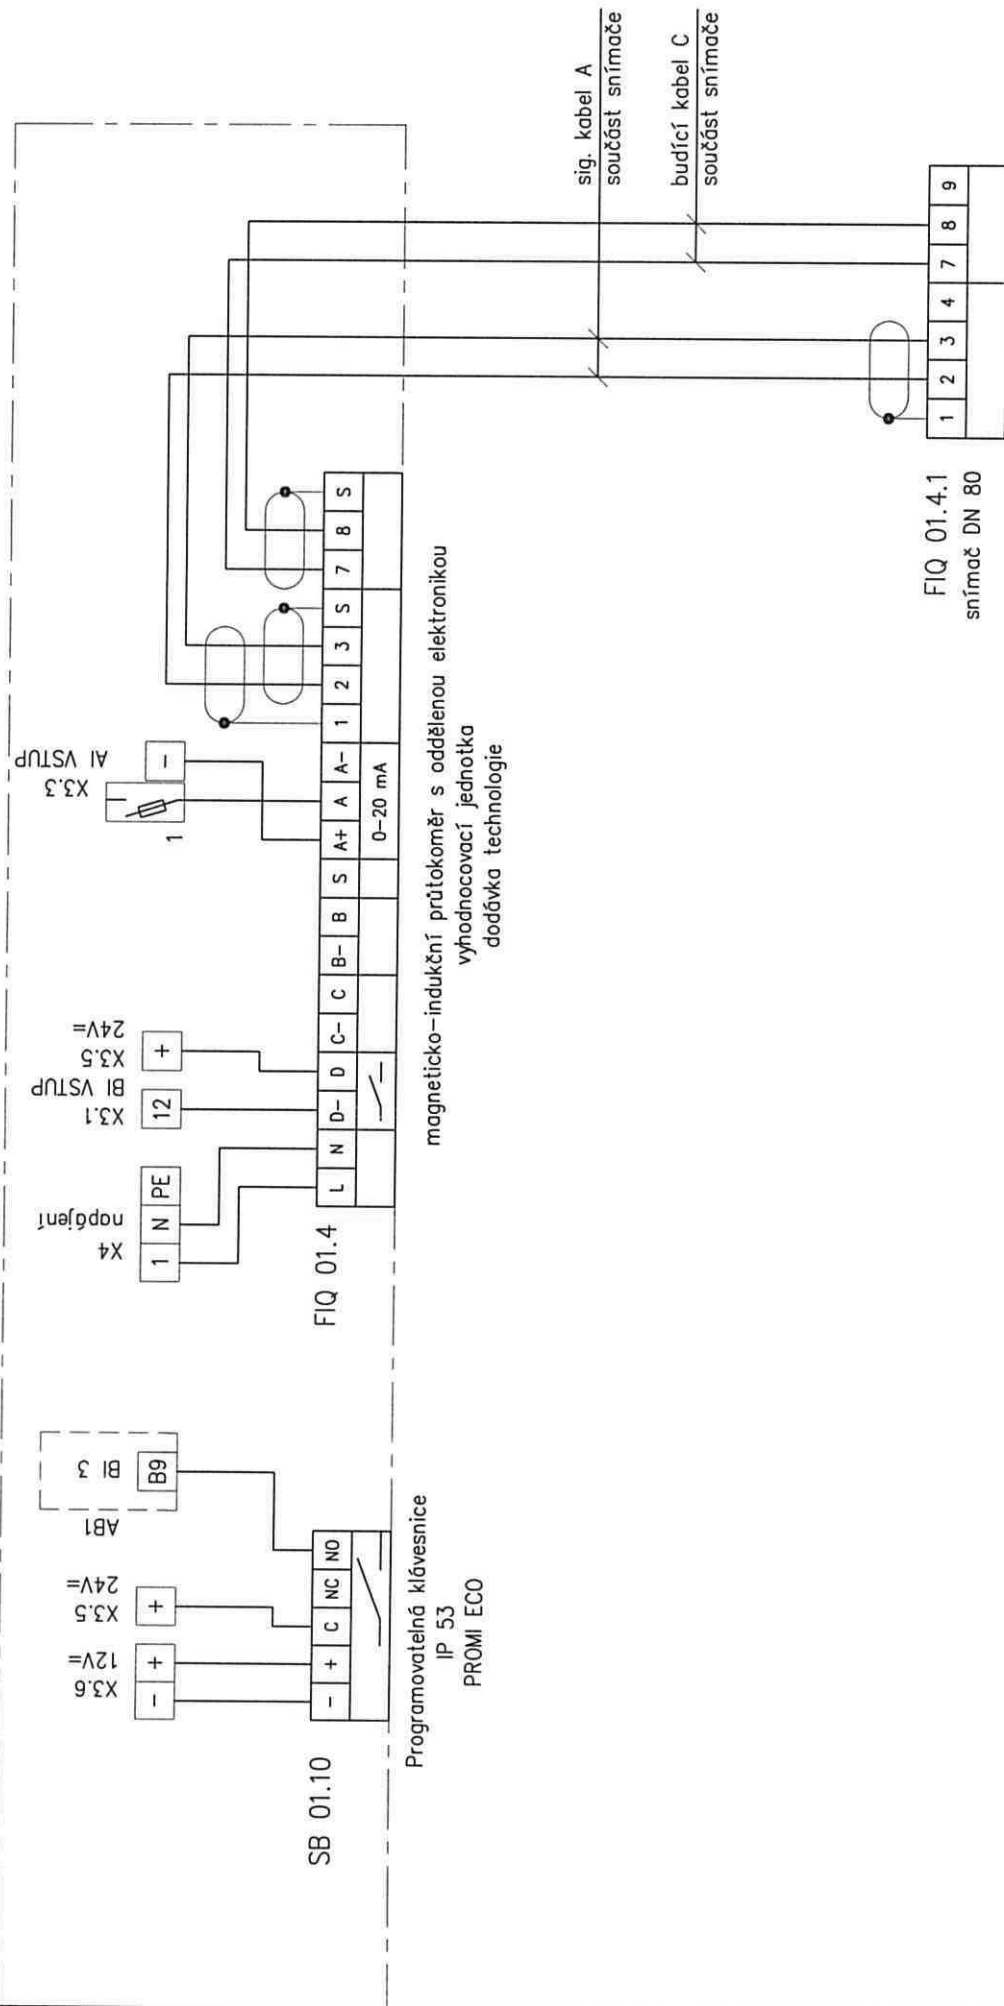 X3.6
12V=
X3.5
24V=
AB1
BI 3
- + + B9
SB 01.10
- + C NC NO
Programovatelná klávesnice
IP 53
PROMI ECO
X4
napájení
1 N PE
X3.1
BI VSTUP
12
X3.5
24V=
+
X3.3
AI VSTUP
1
-
FIQ 01.4
L N D- D C- C B- B S A+ A A- 1 2 3 S 7 8 S
0-20 mA
magneticko-indukční průtokoměr s oddělenou elektronikou
vyhodnocovací jednotka
dodávka technologie
sig. kabel A
součást snímače
budící kabel C
součást snímače
FIQ 01.4.1
snímač DN 80
1 2 3 4 7 8 9